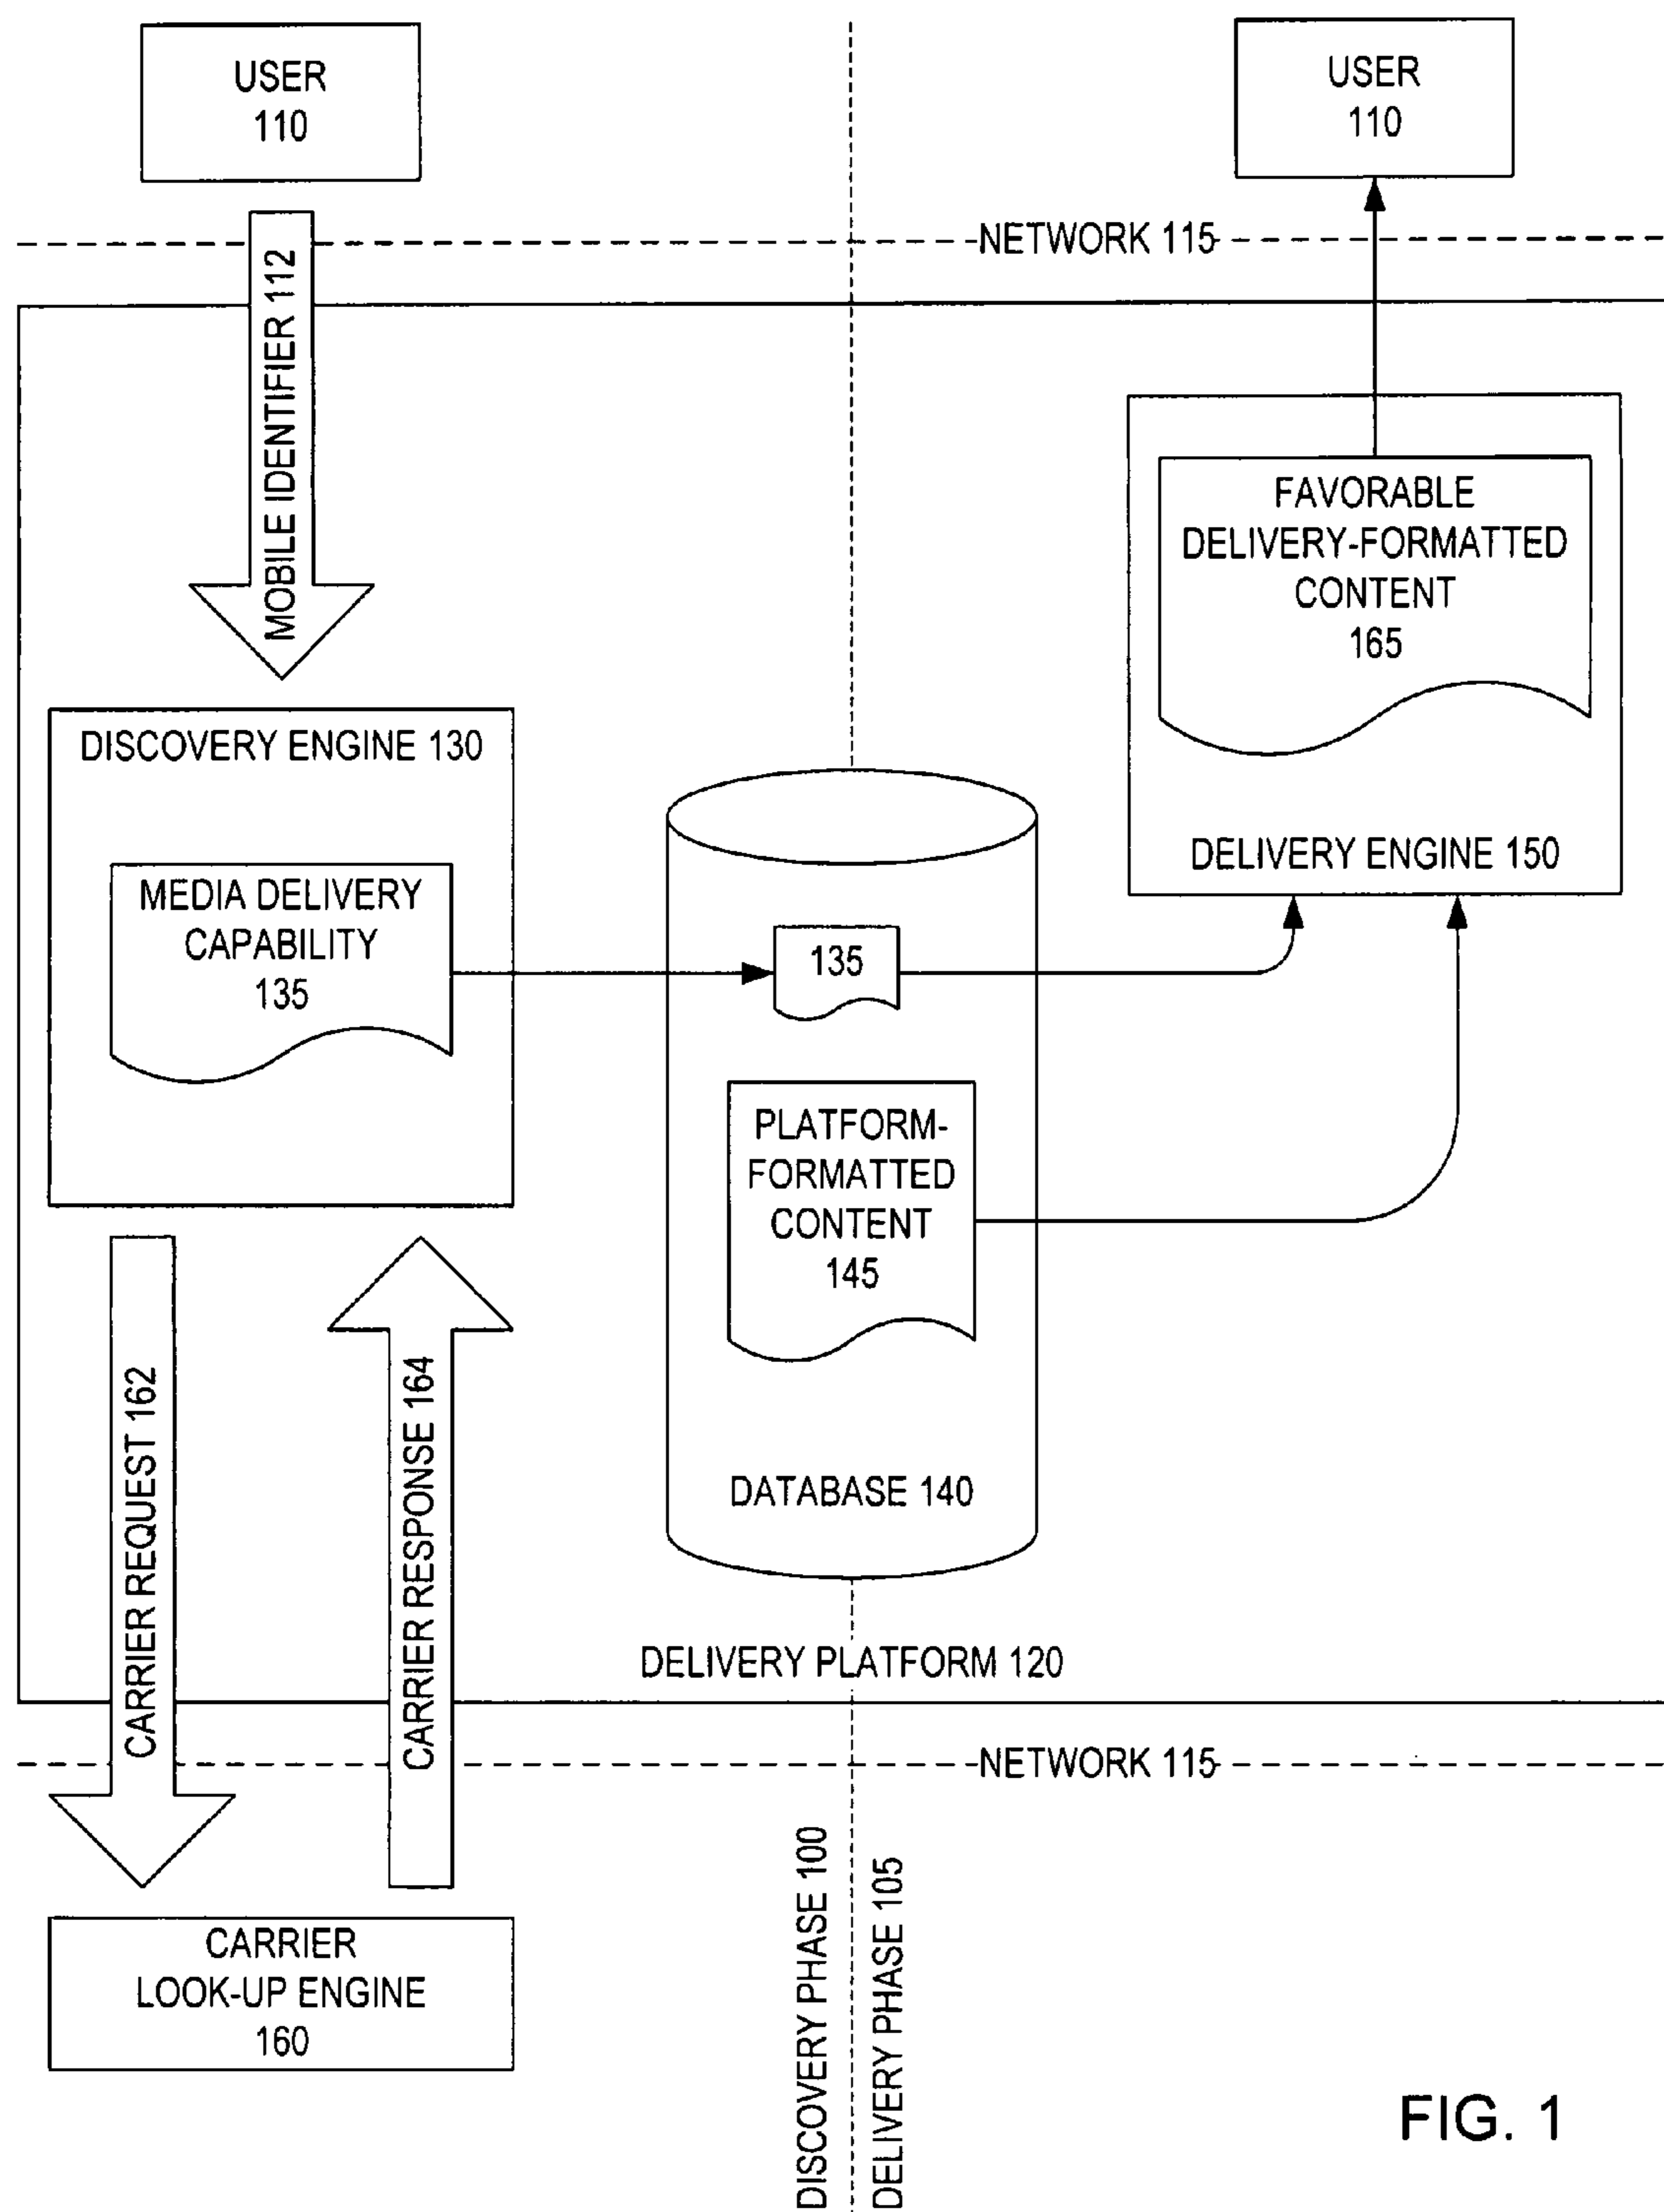 USER
110
USER
110
NETWORK 115
MOBILE IDENTIFIER 112
FAVORABLE
DELIVERY-FORMATTED
CONTENT
165
DELIVERY ENGINE 150
DISCOVERY ENGINE 130
MEDIA DELIVERY
CAPABILITY
135
135
PLATFORM-
FORMATTED
CONTENT
145
DATABASE 140
CARRIER REQUEST 162
CARRIER RESPONSE 164
DELIVERY PLATFORM 120
NETWORK 115
CARRIER
LOOK-UP ENGINE
160
DISCOVERY PHASE 100
DELIVERY PHASE 105
FIG. 1